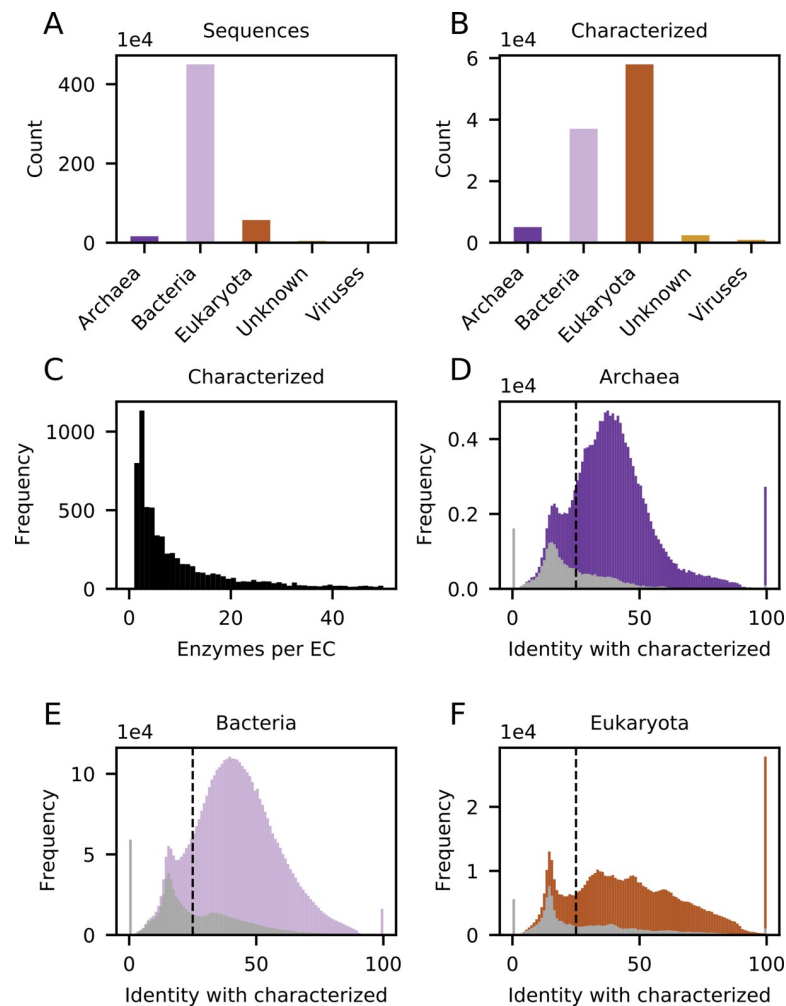 A
Sequences
1e4
Count
400
200
0
Archaea
Bacteria
Eukaryota
Unknown
Viruses
B
Characterized
1e4
Count
6
4
2
0
Archaea
Bacteria
Eukaryota
Unknown
Viruses
C
Characterized
Frequency
1000
500
0
0 20 40
Enzymes per EC
D
Archaea
1e4
Frequency
0.4
0.2
0.0
0 50 100
Identity with characterized
E
Bacteria
1e4
Frequency
10
5
0
0 50 100
Identity with characterized
F
Eukaryota
1e4
Frequency
2
1
0
0 50 100
Identity with characterized